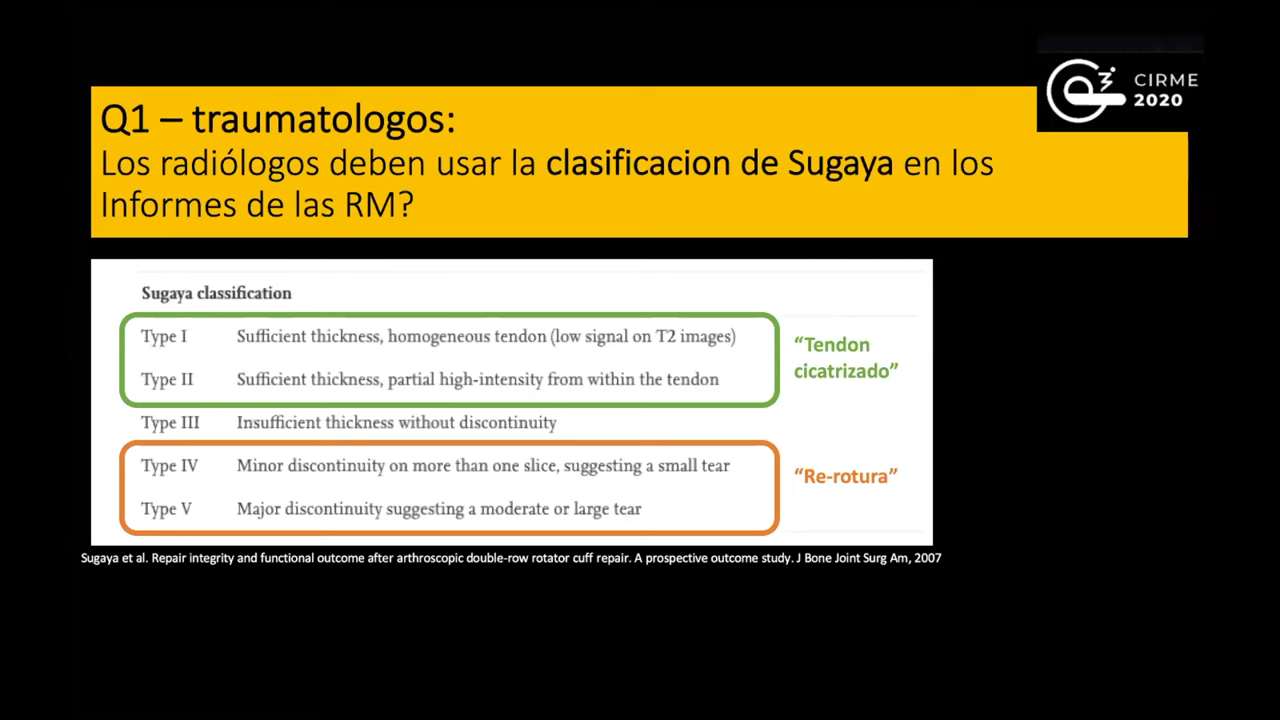 CIRME
2020
Q1 – traumatologos:
Los radiólogos deben usar la clasificacion de Sugaya en los
Informes de las RM?
Sugaya classification
Type I Sufficient thickness, homogeneous tendon (low signal on T2 images)
Type II Sufficient thickness, partial high-intensity from within the tendon
"Tendon
cicatrizado"
Type III Insufficient thickness without discontinuity
Type IV Minor discontinuity on more than one slice, suggesting a small tear
Type V Major discontinuity suggesting a moderate or large tear
"Re-rotura"
Sugaya et al. Repair integrity and functional outcome after arthroscopic double-row rotator cuff repair. A prospective outcome study. J Bone Joint Surg Am, 2007